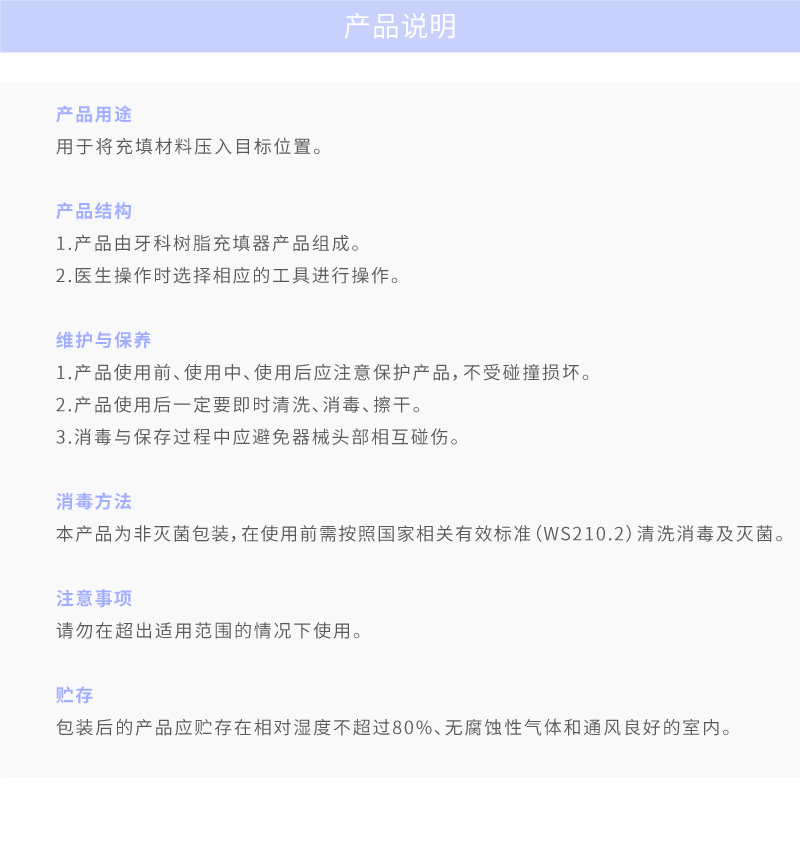 产品说明
产品用途
用于将充填材料压入目标位置。
产品结构
1.产品由牙科树脂充填器产品组成。
2.医生操作时选择相应的工具进行操作。
维护与保养
1.产品使用前、使用中、使用后应注意保护产品，不受碰撞损坏。
2.产品使用后一定要即时清洗、消毒、擦干。
3.消毒与保存过程中应避免器械头部相互碰伤。
消毒方法
本产品为非灭菌包装，在使用前需按照国家相关有效标准（WS210.2）清洗消毒及灭菌。
注意事项
请勿在超出适用范围的情况下使用。
贮存
包装后的产品应贮存在相对湿度不超过80%、无腐蚀性气体和通风良好的室内。